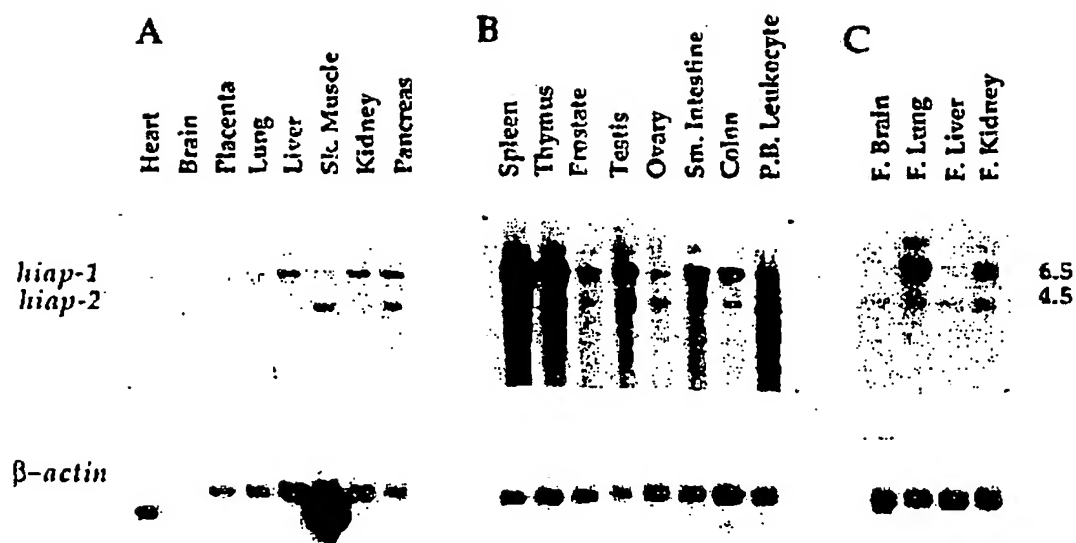 A
B
C
Heart
Brain
Placenta
Lung
Liver
Sk. Muscle
Kidney
Pancreas
Spleen
Thymus
Prostate
Testis
Ovary
Sm. Intestine
Colon
P.B. Leukocyte
F. Brain
F. Lung
F. Liver
F. Kidney
hiap-1
6.5
hiap-2
4.5
β-actin